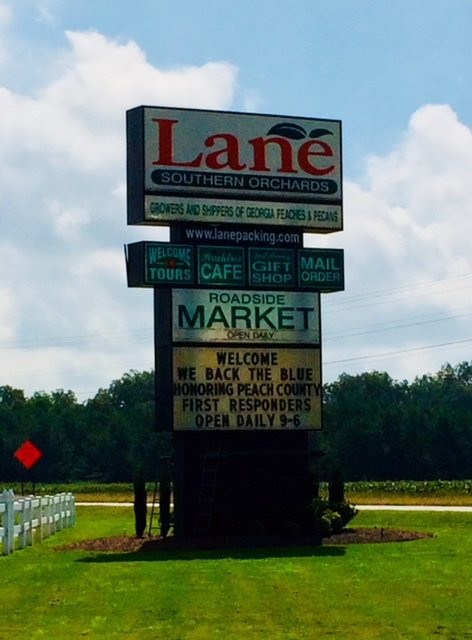 Lane
SOUTHERN ORCHARDS
GROWERS AND SHIPPERS OF GEORGIA PEACHES & PECANS
www.lanepacking.com
WELCOME
TOURS
CAFE
GIFT
SHOP
MAIL
ORDER
ROADSIDE
MARKET
OPEN DAILY
WELCOME
WE BACK THE BLUE
HONORING PEACH COUNTY
FIRST RESPONDERS
OPEN DAILY 9-6